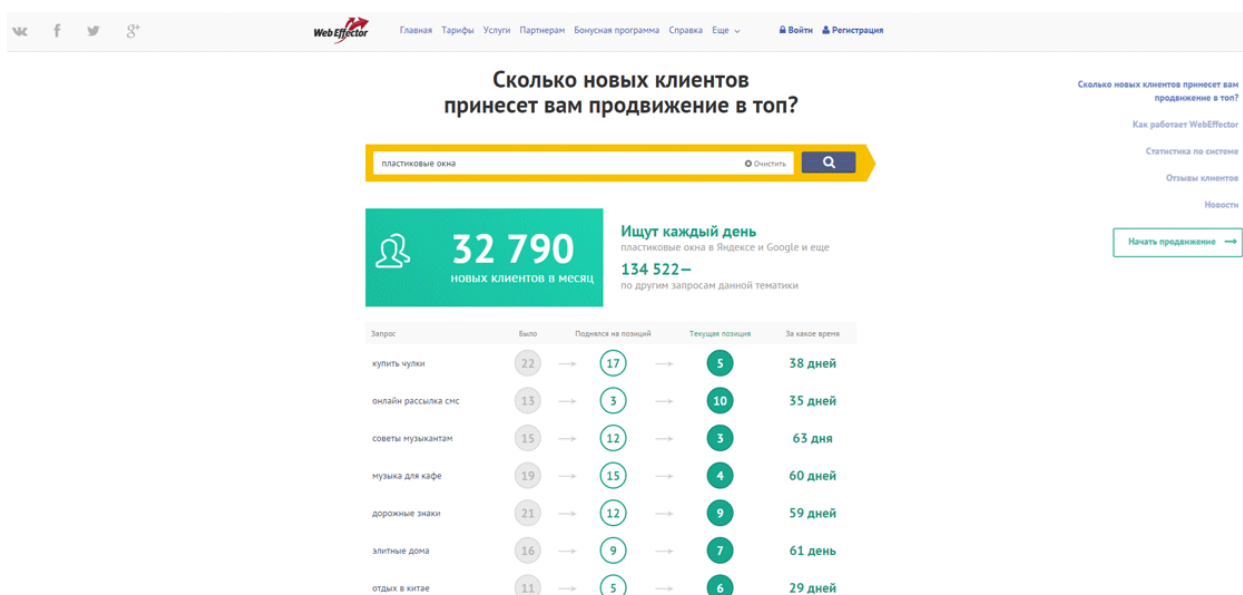 WebEffector
Главная Тарифы Услуги Партнерам Бонусная программа Справка Еще
Войти Регистрация
Сколько новых клиентов
принесет вам продвижение в топ?
пластиковые окна Очистить
32 790
новых клиентов в месяц
Ищут каждый день
пластиковые окна в Яндексе и Google и еще
134 522—
по другим запросам данной тематики
Запрос Было Поднялся на позиций Текущая позиция За какое время
купить чулки 22 17 5 38 дней
онлайн рассылка смс 13 3 10 35 дней
советы музыкантам 15 12 3 63 дня
музыка для кафе 19 15 4 60 дней
дорожные знаки 21 12 9 59 дней
элитные дома 16 9 7 61 день
отдых в китае 11 5 6 29 дней
Сколько новых клиентов принесет вам
продвижение в топ?
Как работает WebEffector
Статистика по системе
Отзывы клиентов
Новости
Начать продвижение